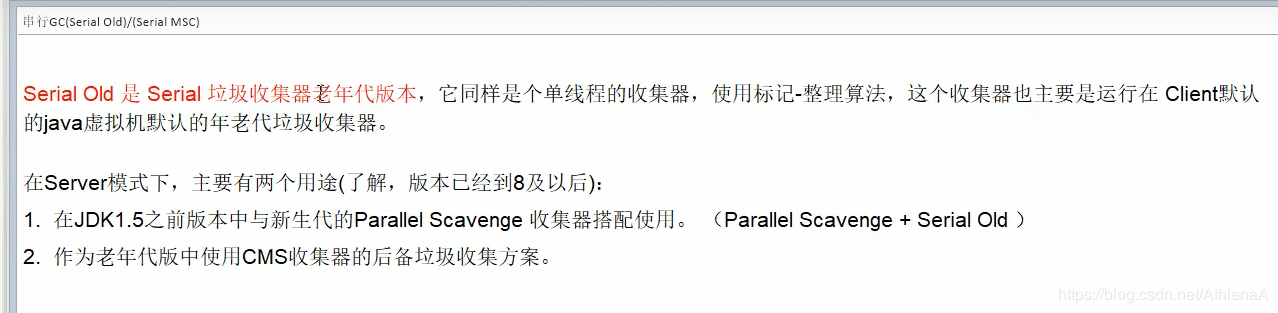 串行GC(Serial Old)/(Serial MSC)
Serial Old 是 Serial 垃圾收集器老年代版本，它同样是个单线程的收集器，使用标记-整理算法，这个收集器也主要是运行在 Client默认
的java虚拟机默认的年老代垃圾收集器。
在Server模式下，主要有两个用途(了解，版本已经到8及以后)：
1. 在JDK1.5之前版本中与新生代的Parallel Scavenge 收集器搭配使用。（Parallel Scavenge + Serial Old ）
2. 作为老年代版中使用CMS收集器的后备垃圾收集方案。
https://blog.csdn.net/AthlenaA